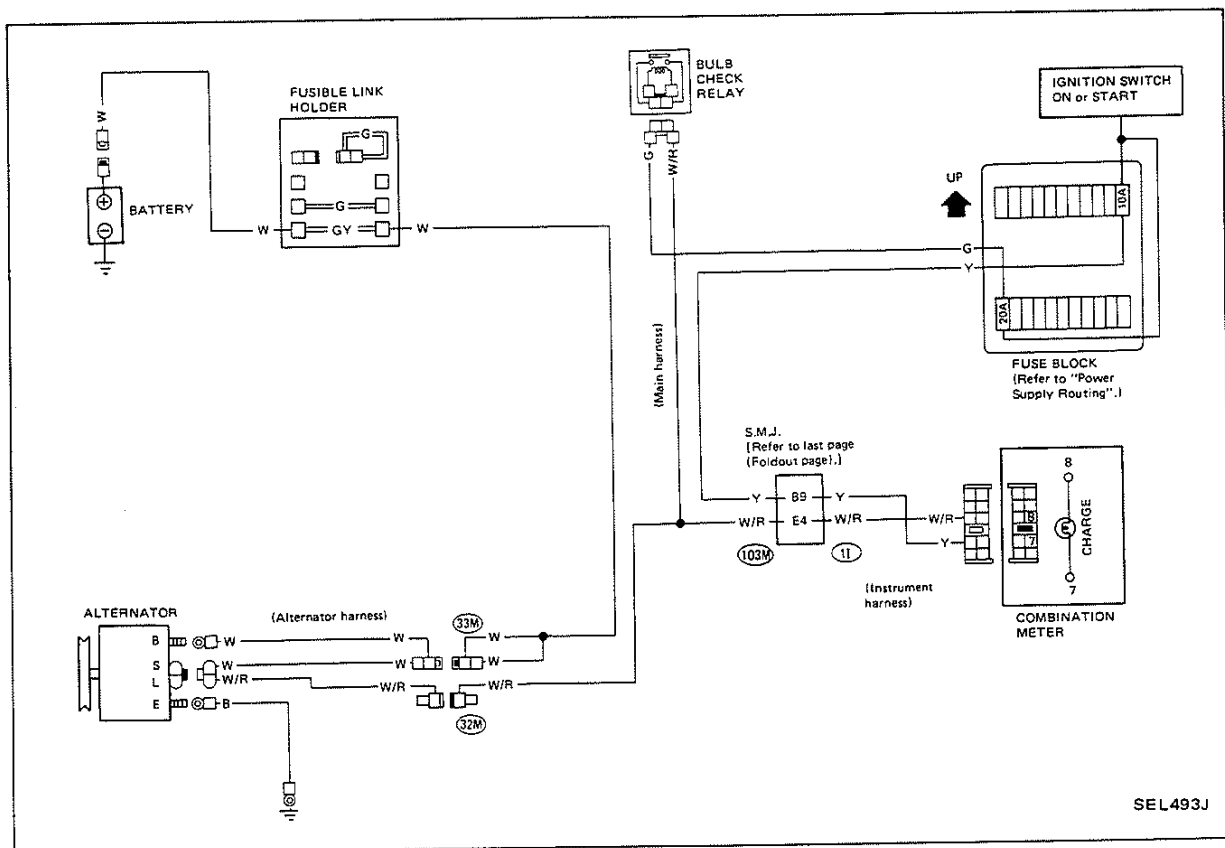 BULB
CHECK
RELAY
IGNITION SWITCH
ON or START
FUSIBLE LINK
HOLDER
W
G
G
W/R
UP
10A
BATTERY
G
W
GY
W
G
Y
20A
(Main harness)
FUSE BLOCK
(Refer to "Power
Supply Routing".)
S.M.J.
[Refer to last page
(Foldout page).]
8
Y
B9
Y
W/R
E4
W/R
W/R
8
Y
7
CHARGE
103M
1I
7
(Instrument
harness)
COMBINATION
METER
ALTERNATOR
(Alternator harness)
33M
B
W
W
W
S
W
W
W
L
W/R
W/R
W/R
E
B
32M
SEL493J